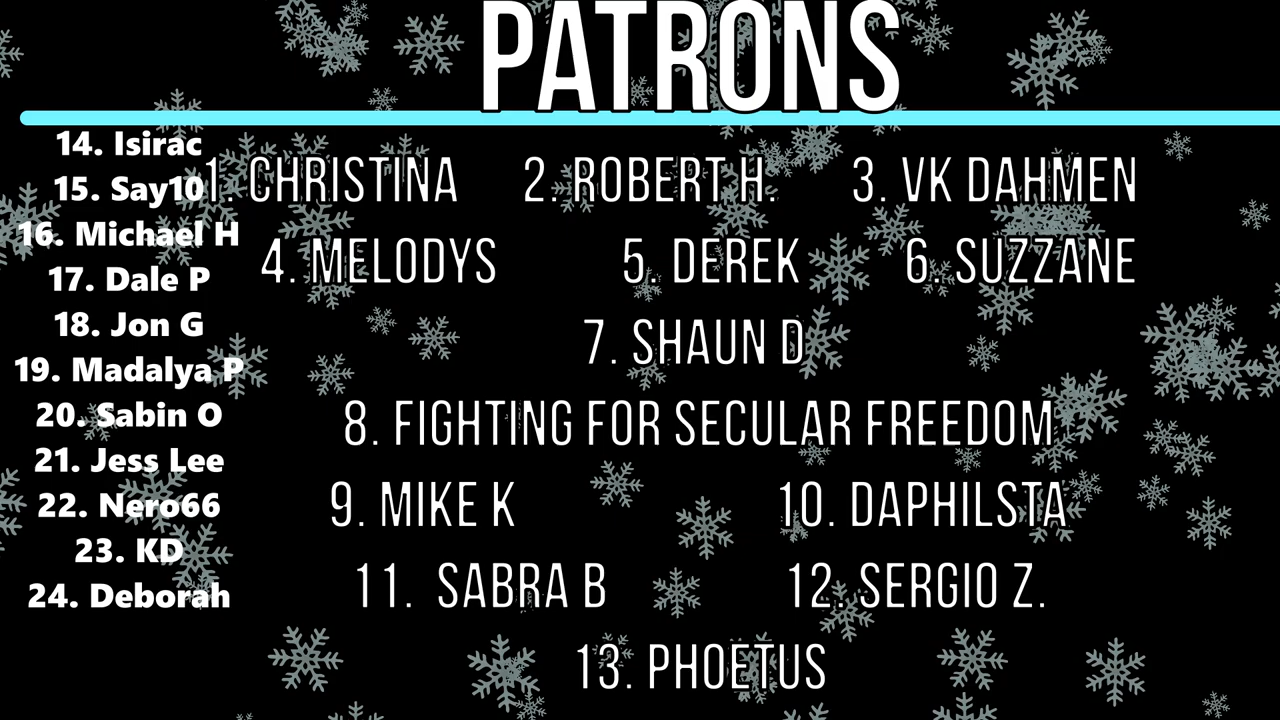 PATRONS
1. CHRISTINA 2. ROBERT H. 3. VK DAHMEN
4. MELODYS 5. DEREK 6. SUZZANE
7. SHAUN D
8. FIGHTING FOR SECULAR FREEDOM
9. MIKE K 10. DAPHILSTA
11. SABRA B 12. SERGIO Z.
13. PHOETUS
14. Isirac
15. Say10
16. Michael H
17. Dale P
18. Jon G
19. Madalya P
20. Sabin O
21. Jess Lee
22. Nero66
23. KD
24. Deborah